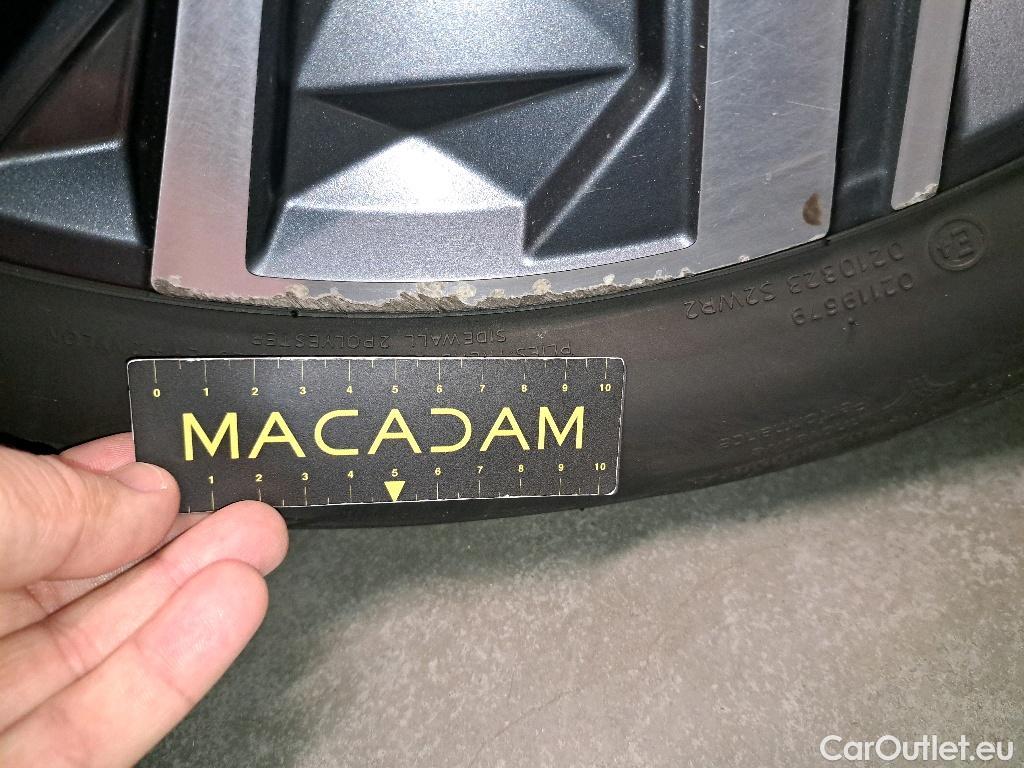 0210823 S2WR2
02119679
E4
SIDEWALL 2 POLYESTER
0 1 2 3 4 5 6 7 8 9 10
MACADAM
1 2 3 4 5 6 7 8 9 10
CarOutlet.eu